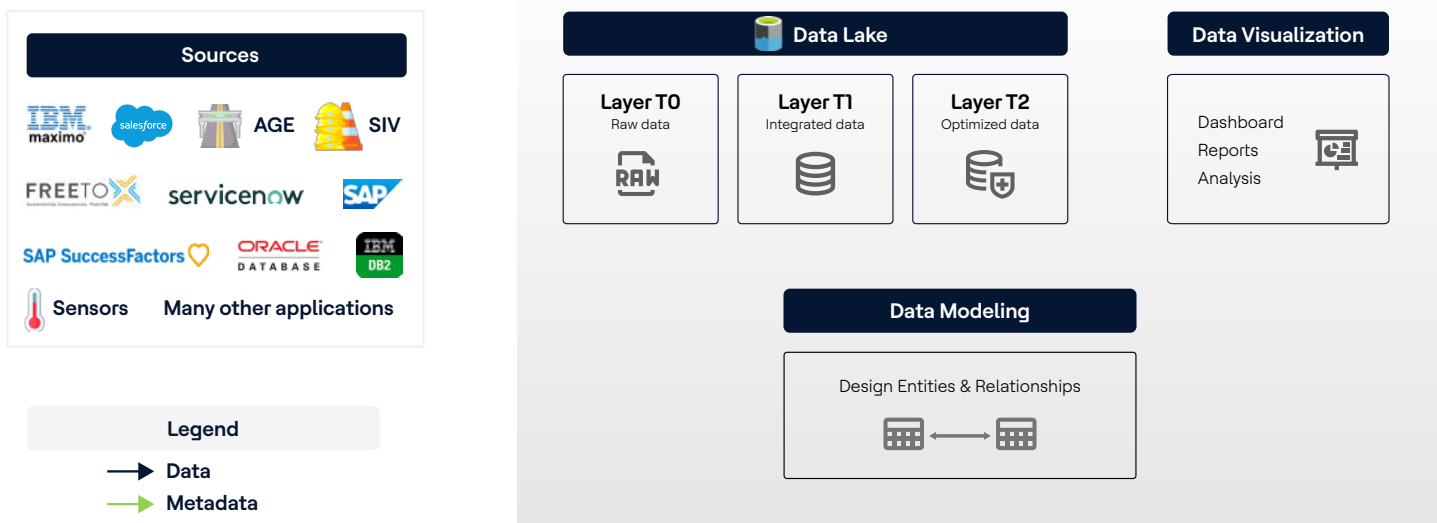 Sources
IBM.
maximo
salesforce
AGE
SIV
FREETO
servicenow
SAP
SAP SuccessFactors
ORACLE
DATABASE
IBM
DB2
Sensors
Many other applications
Legend
Data
Metadata
Data Lake
Layer T0
Raw data
RAW
Layer T1
Integrated data
Layer T2
Optimized data
Data Visualization
Dashboard
Reports
Analysis
Data Modeling
Design Entities & Relationships